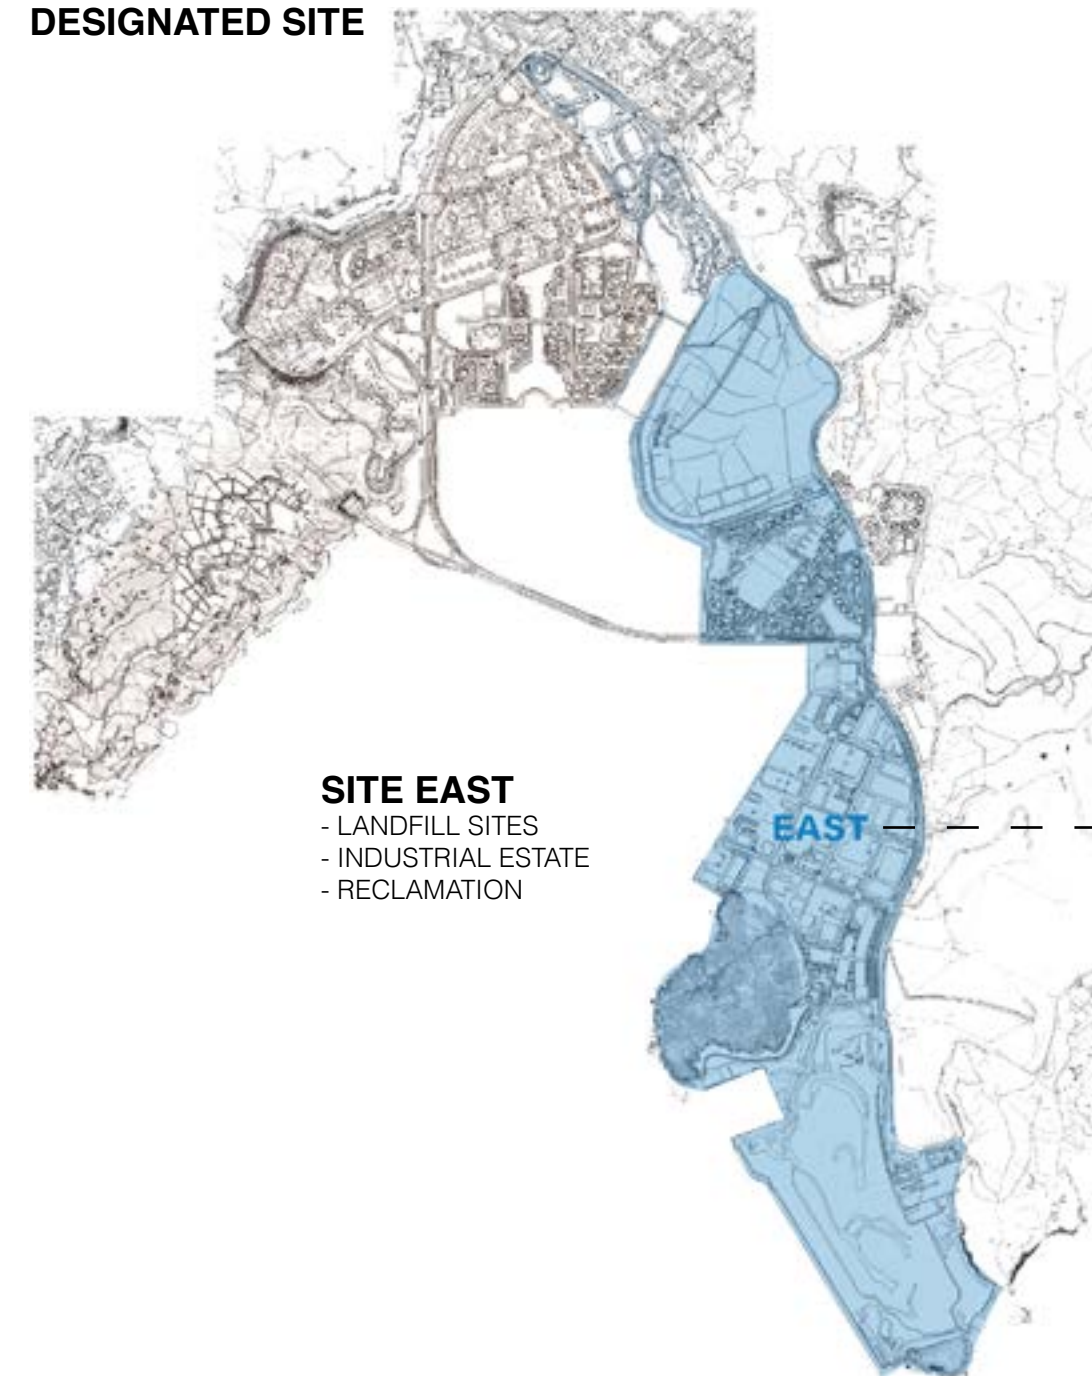 DESIGNATED SITE
SITE EAST
- LANDFILL SITES
- INDUSTRIAL ESTATE
- RECLAMATION
EAST